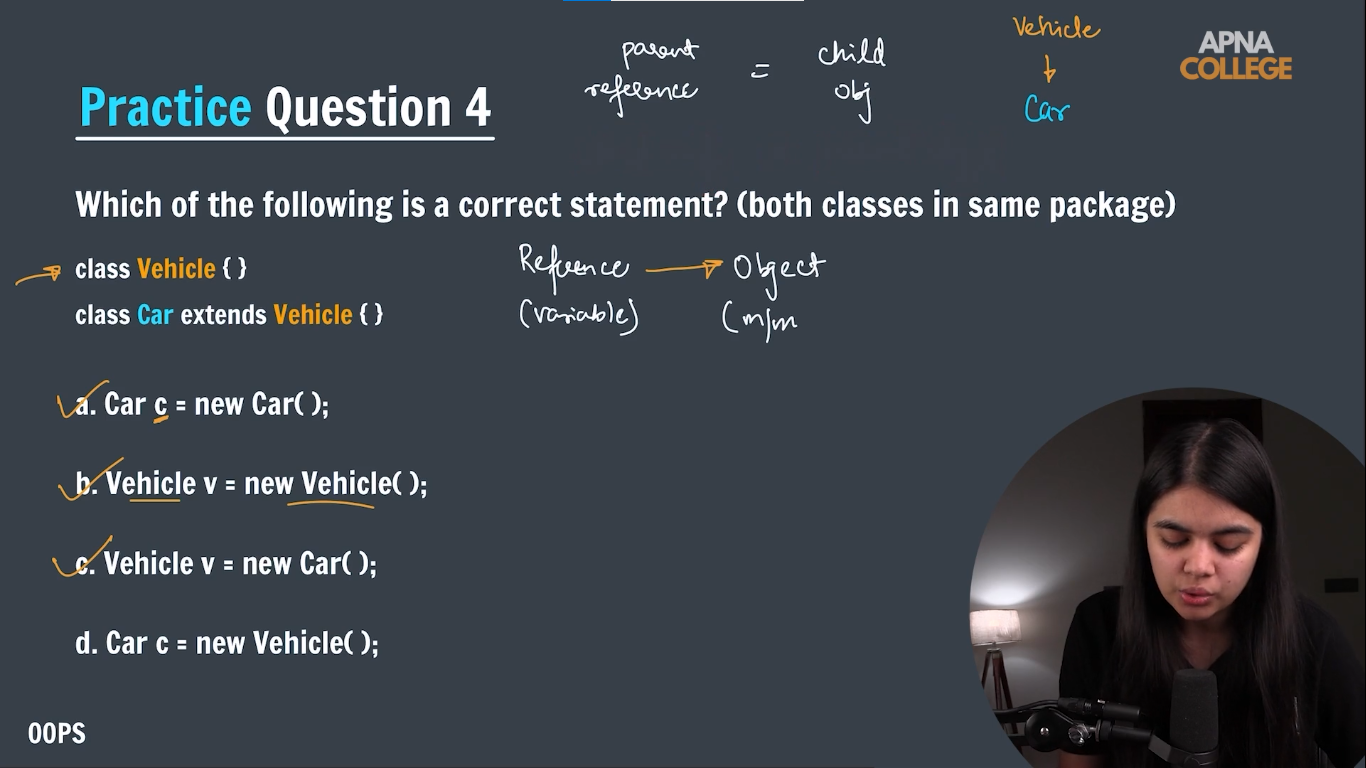 parent
reference
=
child
obj
Vehicle
Car
APNA
COLLEGE
Practice Question 4
Which of the following is a correct statement? (both classes in same package)
class Vehicle { }
class Car extends Vehicle { }
Reference → Object
(variable) (m/m
a. Car c = new Car( );
b. Vehicle v = new Vehicle( );
c. Vehicle v = new Car( );
d. Car c = new Vehicle( );
OOPS